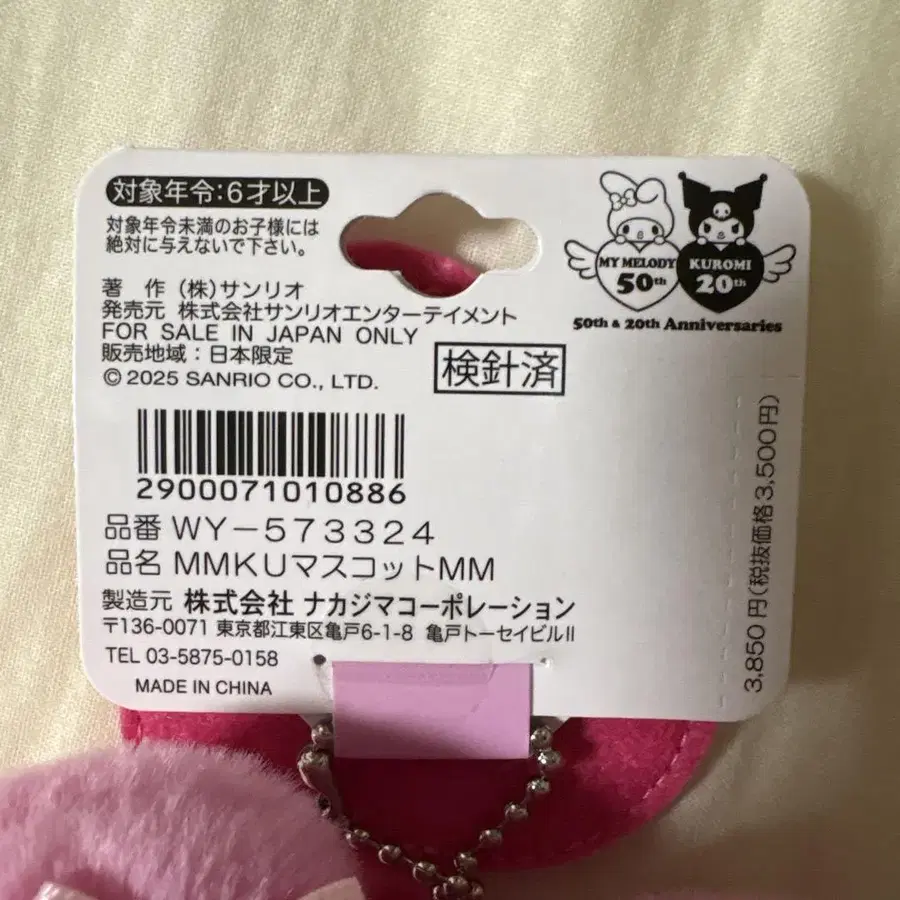 対象年令:6才以上
対象年令未満のお子様には
絶対に与えないで下さい。
著 作 (株)サンリオ
発売元 株式会社サンリオエンターテイメント
FOR SALE IN JAPAN ONLY
販売地域:日本限定
© 2025 SANRIO CO., LTD.
検針済
MY MELODY
50th
KUROMI
20th
50th & 20th Anniversaries
2900071010886
品番 WY-573324
品名 MMKUマスコットMM
製造元 株式会社 ナカジマコーポレーション
〒136-0071 東京都江東区亀戸6-1-8 亀戸トーセイビルII
TEL 03-5875-0158
MADE IN CHINA
3,850円(税抜価格3,500円)